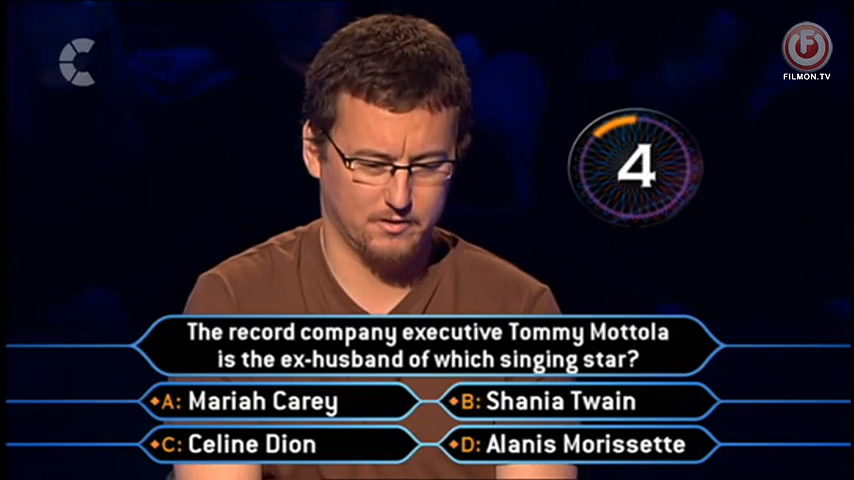 FILMON.TV
4
The record company executive Tommy Mottola
is the ex-husband of which singing star?
A: Mariah Carey
B: Shania Twain
C: Celine Dion
D: Alanis Morissette